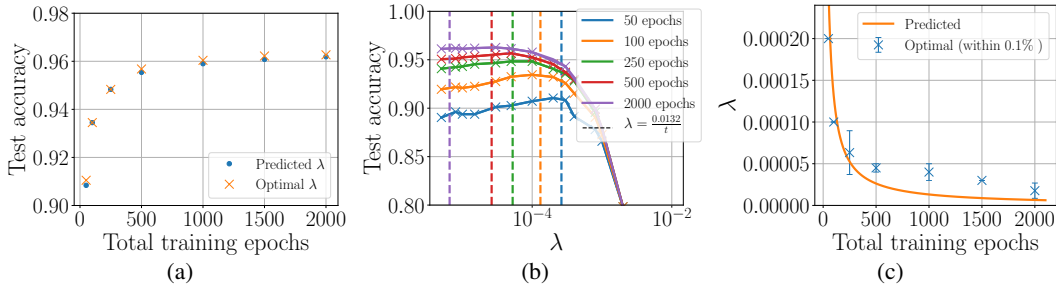 1.00
0.98
0.96
0.94
0.92
0.90
Test accuracy
0
500
1000
1500
2000
Total training epochs
Predicted λ
Optimal λ
(a)
1.00
0.95
0.90
0.85
0.80
Test accuracy
10⁻⁴
10⁻²
λ
50 epochs
100 epochs
250 epochs
500 epochs
2000 epochs
λ = 0.0132/t
(b)
0.00020
0.00015
0.00010
0.00005
0.00000
λ
0
500
1000
1500
2000
Total training epochs
Predicted
Optimal (within 0.1% )
(c)